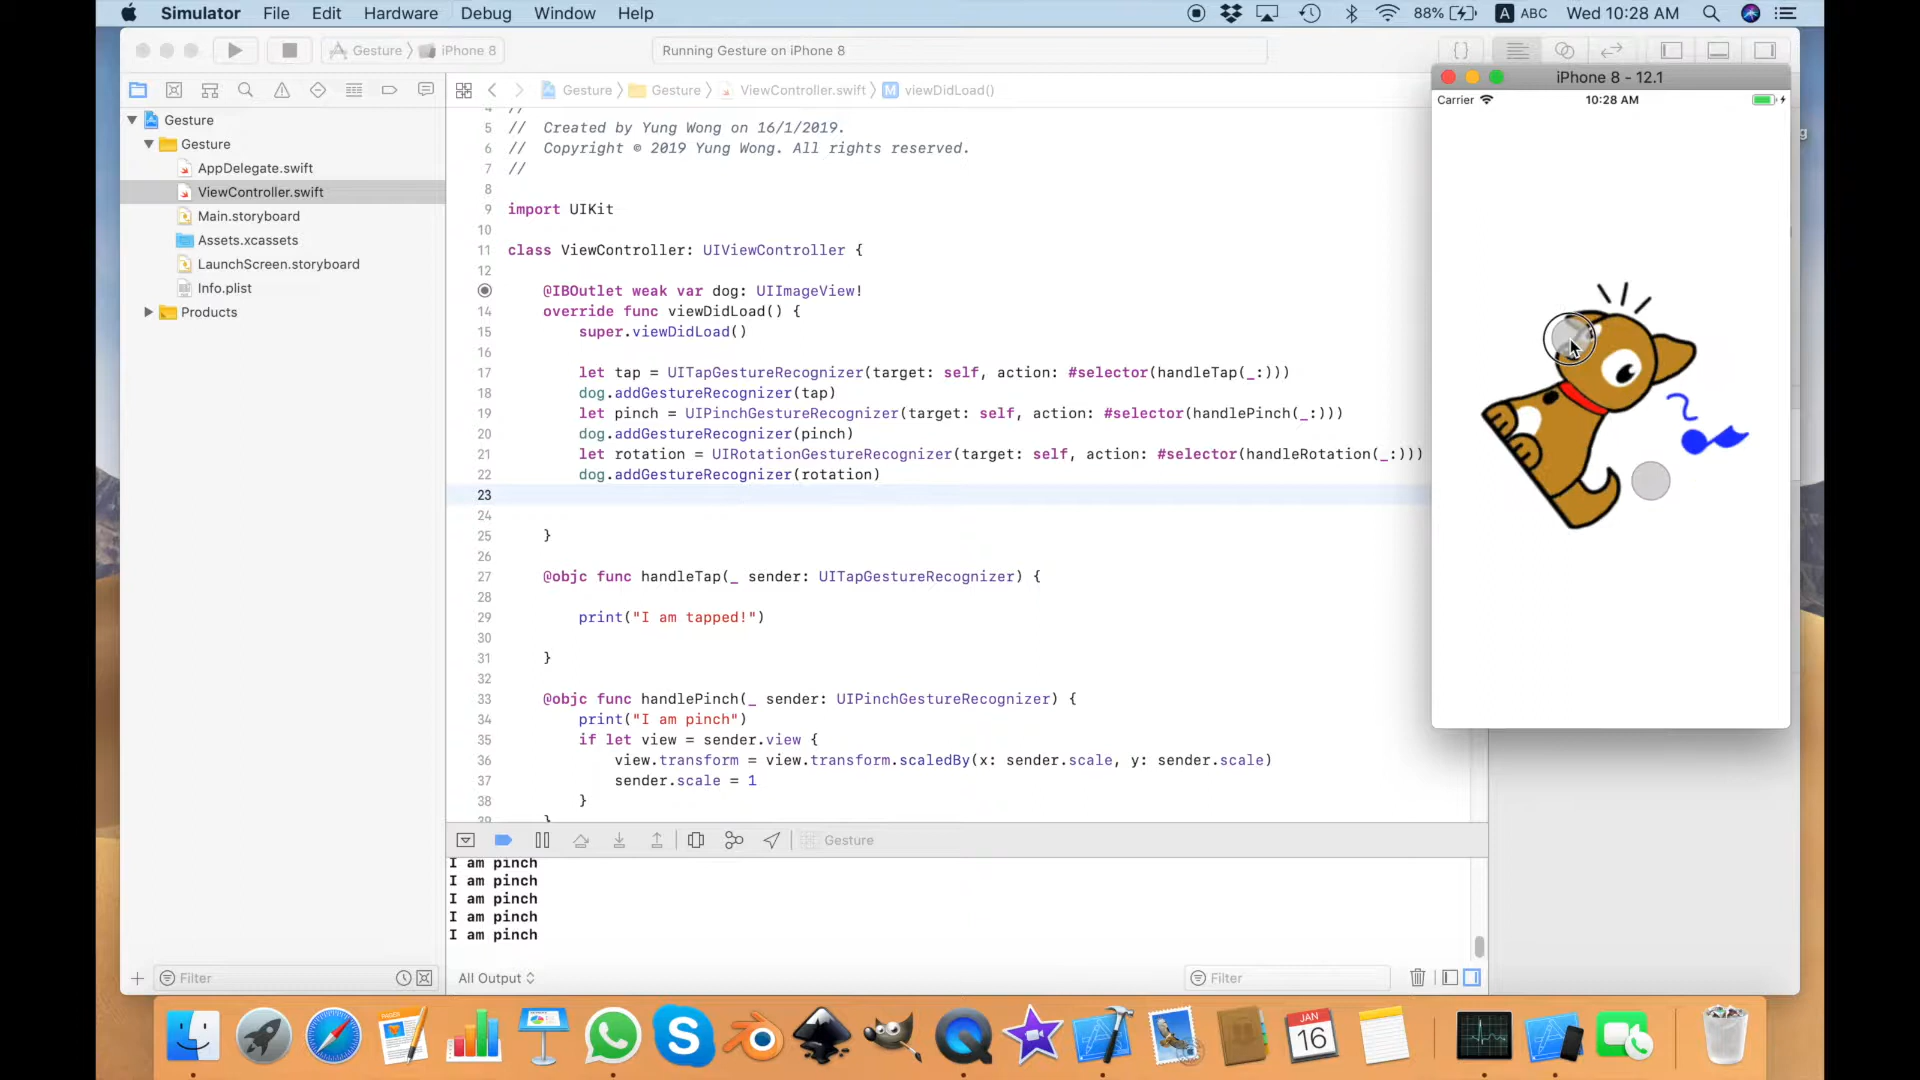 Simulator File Edit Hardware Debug Window Help 88% A ABC Wed 10:28 AM
Gesture iPhone 8 Running Gesture on iPhone 8 {}
iPhone 8 - 12.1
Carrier 10:28 AM
Gesture Gesture ViewController.swift M viewDidLoad()
Gesture
Gesture
AppDelegate.swift
ViewController.swift
Main.storyboard
Assets.xcassets
LaunchScreen.storyboard
Info.plist
Products
4 //
5 // Created by Yung Wong on 16/1/2019.
6 // Copyright © 2019 Yung Wong. All rights reserved.
7 //
8
9 import UIKit
10
11 class ViewController: UIViewController {
12
@IBOutlet weak var dog: UIImageView!
14 override func viewDidLoad() {
15 super.viewDidLoad()
16
17 let tap = UITapGestureRecognizer(target: self, action: #selector(handleTap(_:)))
18 dog.addGestureRecognizer(tap)
19 let pinch = UIPinchGestureRecognizer(target: self, action: #selector(handlePinch(_:)))
20 dog.addGestureRecognizer(pinch)
21 let rotation = UIRotationGestureRecognizer(target: self, action: #selector(handleRotation(_:)))
22 dog.addGestureRecognizer(rotation)
23
24
25 }
26
27 @objc func handleTap(_ sender: UITapGestureRecognizer) {
28
29 print("I am tapped!")
30
31 }
32
33 @objc func handlePinch(_ sender: UIPinchGestureRecognizer) {
34 print("I am pinch")
35 if let view = sender.view {
36 view.transform = view.transform.scaledBy(x: sender.scale, y: sender.scale)
37 sender.scale = 1
38 }
39 }
Gesture
I am pinch
I am pinch
I am pinch
I am pinch
I am pinch
Filter All Output Filter
JAN
16